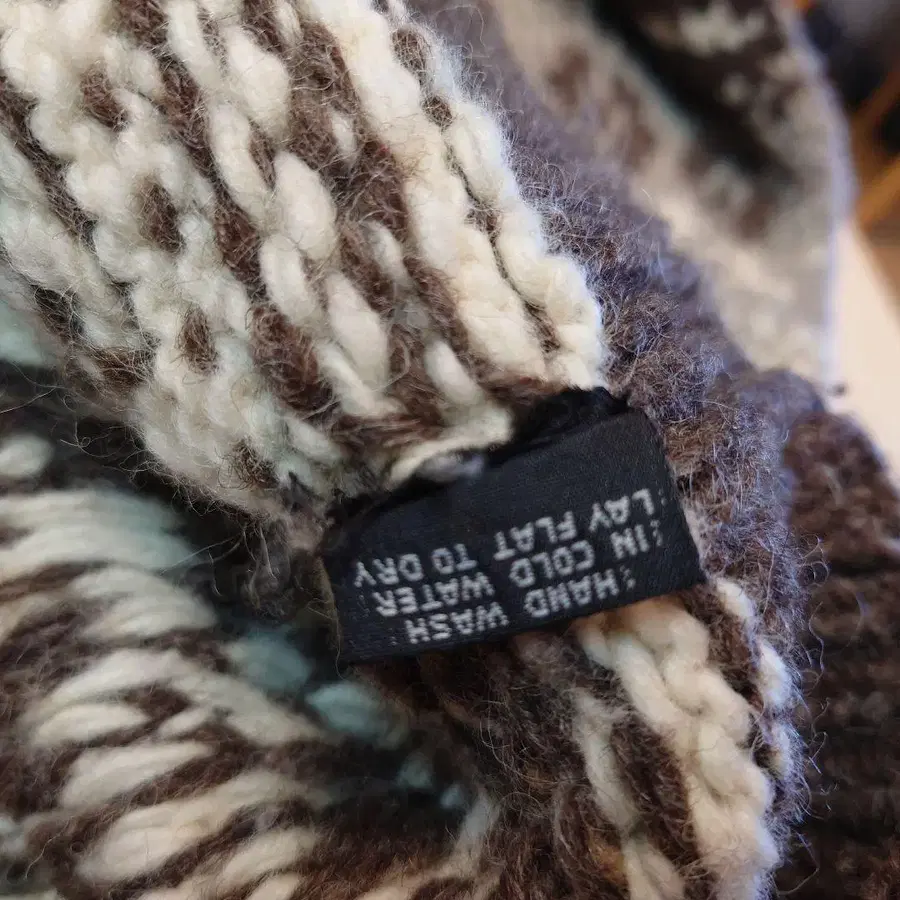 HAND WASH
IN COLD WATER
LAY FLAT TO DRY